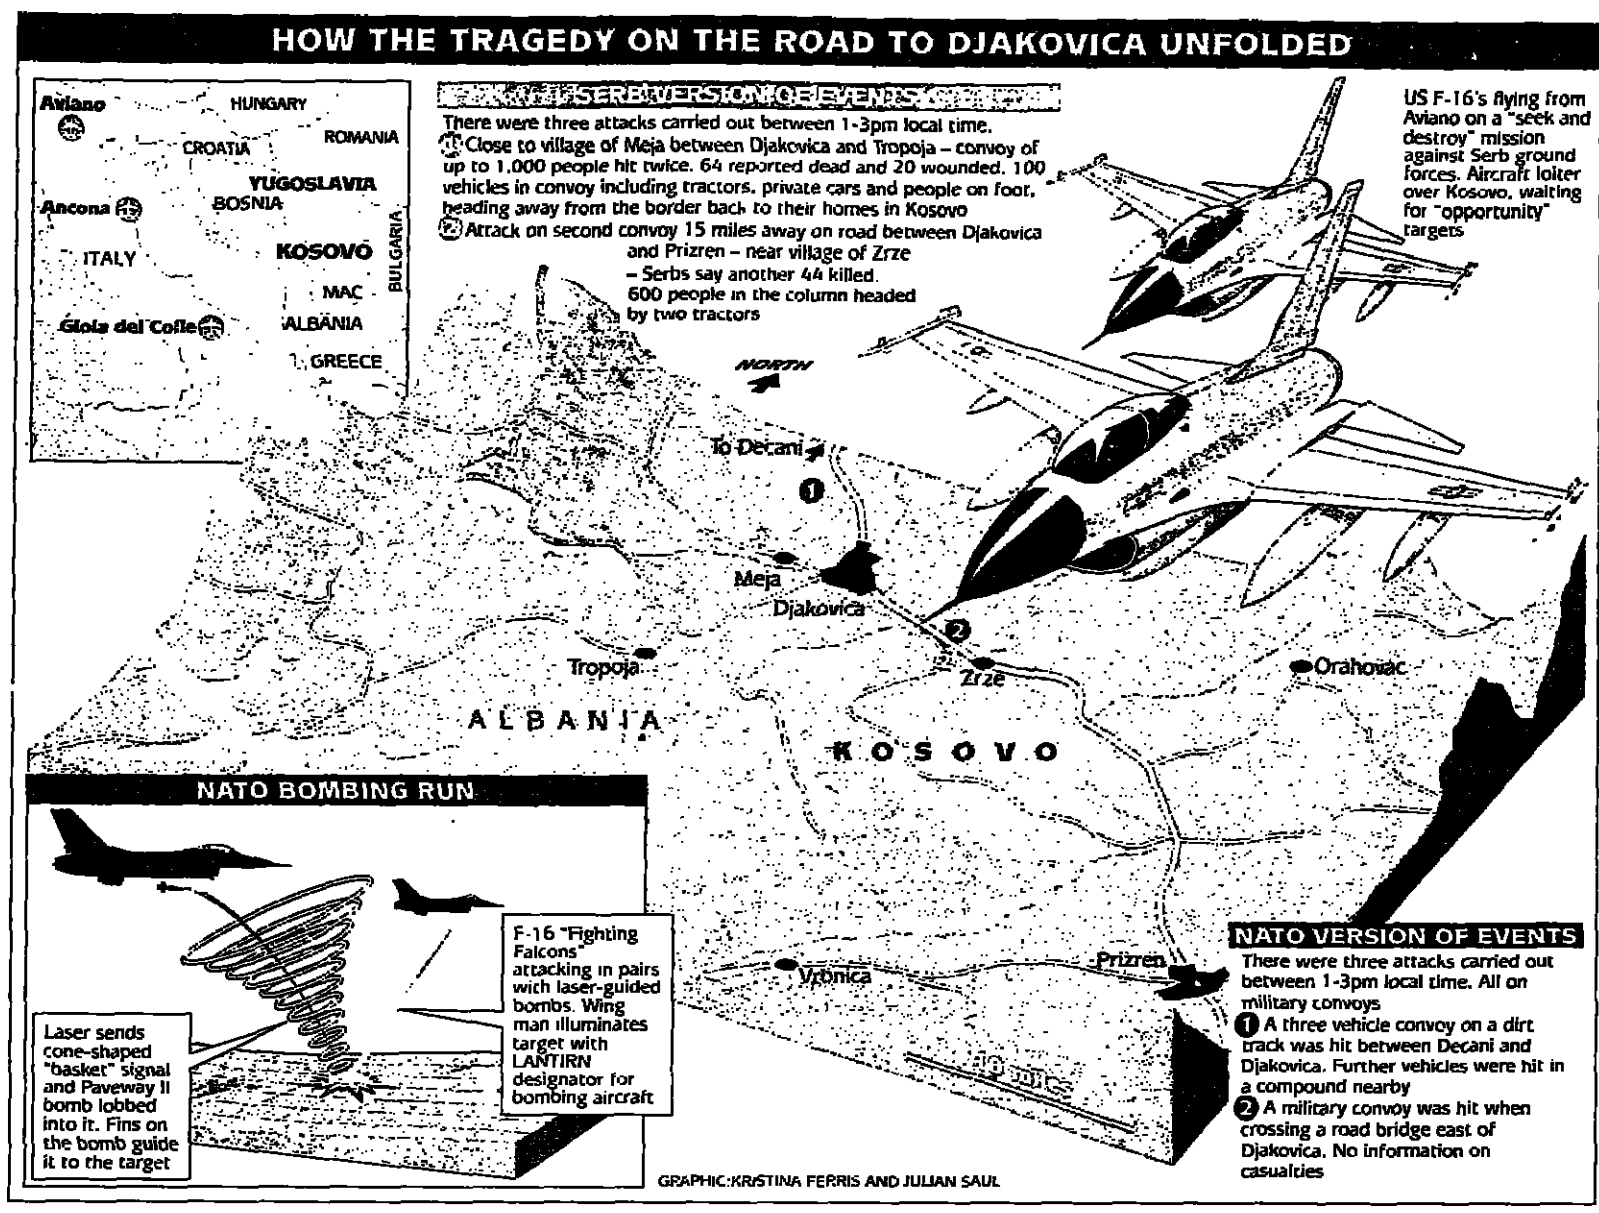 HOW THE TRAGEDY ON THE ROAD TO DJAKOVICA UNFOLDED
Aviano
HUNGARY
ROMANIA
CROATIA
YUGOSLAVIA
BOSNIA
Ancona
BULGARIA
ITALY
KOSOVO
MAC
Gioia del Colle
ALBANIA
GREECE
SERB VERSION OF EVENTS
There were three attacks carried out between 1-3pm local time.
1 Close to village of Meja between Djakovica and Tropoja – convoy of
up to 1,000 people hit twice. 64 reported dead and 20 wounded. 100
vehicles in convoy including tractors, private cars and people on foot,
heading away from the border back to their homes in Kosovo
2 Attack on second convoy 15 miles away on road between Djakovica
and Prizren – near village of Zrze
– Serbs say another 44 killed.
600 people in the column headed
by two tractors
US F-16's flying from
Aviano on a "seek and
destroy" mission
against Serb ground
forces. Aircraft loiter
over Kosovo, waiting
for "opportunity"
targets
NORTH
To Decani
1
Meja
Djakovica
2
Tropoja
Zrze
Orahovac
ALBANIA
KOSOVO
Vrbnica
Prizren
10 miles
NATO BOMBING RUN
F-16 "Fighting
Falcons"
attacking in pairs
with laser-guided
bombs. Wing
man illuminates
target with
LANTIRN
designator for
bombing aircraft
Laser sends
cone-shaped
"basket" signal
and Paveway II
bomb lobbed
into it. Fins on
the bomb guide
it to the target
NATO VERSION OF EVENTS
There were three attacks carried out
between 1-3pm local time. All on
military convoys
1 A three vehicle convoy on a dirt
track was hit between Decani and
Djakovica. Further vehicles were hit in
a compound nearby
2 A military convoy was hit when
crossing a road bridge east of
Djakovica. No information on
casualties
GRAPHIC: KRISTINA FERRIS AND JULIAN SAUL